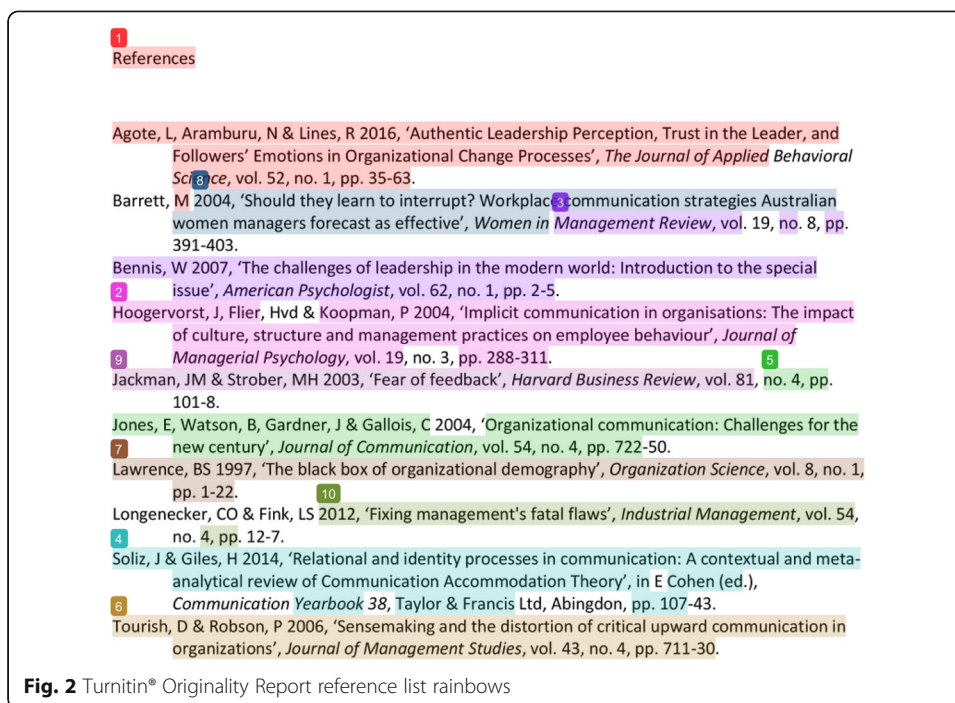 1
References
Agote, L, Aramburu, N & Lines, R 2016, ‘Authentic Leadership Perception, Trust in the Leader, and
Followers’ Emotions in Organizational Change Processes’, The Journal of Applied Behavioral
8
Science, vol. 52, no. 1, pp. 35-63.
3
Barrett, M 2004, ‘Should they learn to interrupt? Workplace communication strategies Australian
women managers forecast as effective’, Women in Management Review, vol. 19, no. 8, pp.
391-403.
Bennis, W 2007, ‘The challenges of leadership in the modern world: Introduction to the special
2
issue’, American Psychologist, vol. 62, no. 1, pp. 2-5.
Hoogervorst, J, Flier, Hvd & Koopman, P 2004, ‘Implicit communication in organisations: The impact
of culture, structure and management practices on employee behaviour’, Journal of
9
Managerial Psychology, vol. 19, no. 3, pp. 288-311.
5
Jackman, JM & Strober, MH 2003, ‘Fear of feedback’, Harvard Business Review, vol. 81, no. 4, pp.
101-8.
Jones, E, Watson, B, Gardner, J & Gallois, C 2004, ‘Organizational communication: Challenges for the
7
new century’, Journal of Communication, vol. 54, no. 4, pp. 722-50.
Lawrence, BS 1997, ‘The black box of organizational demography’, Organization Science, vol. 8, no. 1,
pp. 1-22.
10
Longenecker, CO & Fink, LS 2012, ‘Fixing management's fatal flaws’, Industrial Management, vol. 54,
4
no. 4, pp. 12-7.
Soliz, J & Giles, H 2014, ‘Relational and identity processes in communication: A contextual and meta-
analytical review of Communication Accommodation Theory’, in E Cohen (ed.),
6
Communication Yearbook 38, Taylor & Francis Ltd, Abingdon, pp. 107-43.
Tourish, D & Robson, P 2006, ‘Sensemaking and the distortion of critical upward communication in
organizations’, Journal of Management Studies, vol. 43, no. 4, pp. 711-30.
Fig. 2 Turnitin® Originality Report reference list rainbows